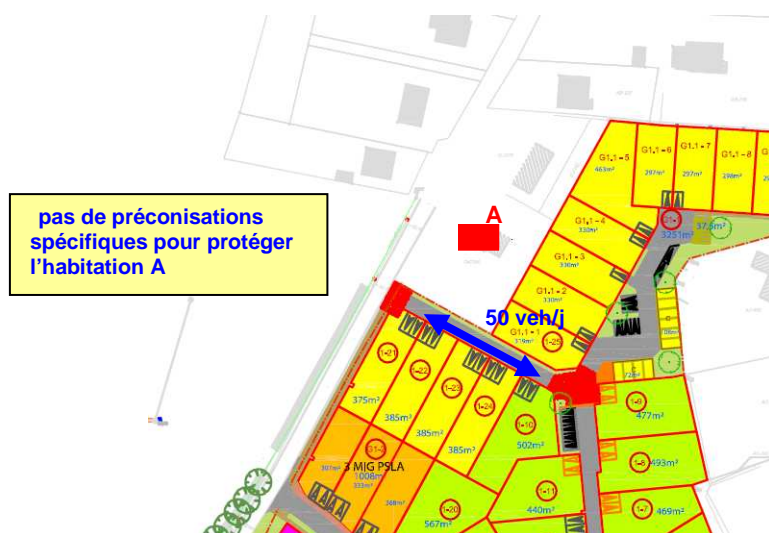 pas de préconisations
spécifiques pour protéger
l'habitation A
A
50 veh/j
G1.1-5
463m²
G1.1-6
297m²
G1.1-7
297m²
G1.1-8
298m²
G1.1-4
330m²
G1.1-3
330m²
G1.1-2
330m²
G1.1-1
319m²
1-25
3251m²
1-21
375m²
1-22
385m²
1-23
385m²
1-24
385m²
1-10
502m²
1-9
477m²
1-8
493m²
1-7
469m²
1-11
440m²
1-20
567m²
3 MIG PSLA
1008m²